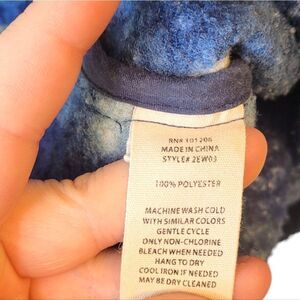 RN# 101206
MADE IN CHINA
STYLE# 2EW03
100% POLYESTER
MACHINE WASH COLD
WITH SIMILAR COLORS
GENTLE CYCLE
ONLY NON-CHLORINE
BLEACH WHEN NEEDED
HANG TO DRY
COOL IRON IF NEEDED
MAY BE DRY CLEANED